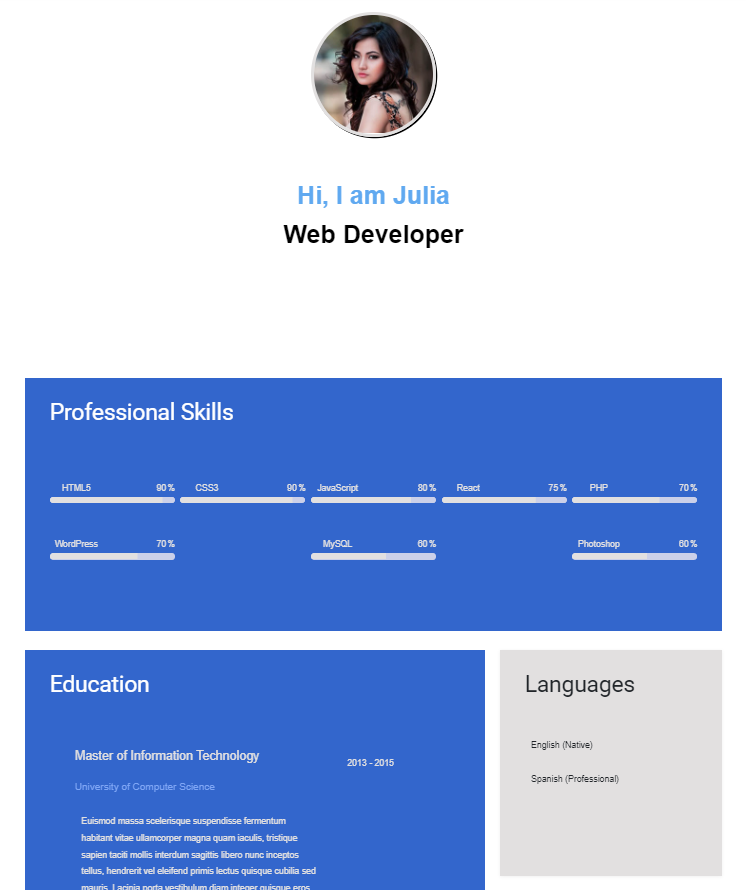 Hi, I am Julia
Web Developer
Professional Skills
HTML5 90 % CSS3 90 % JavaScript 80 % React 75 % PHP 70 %
WordPress 70 % MySQL 60 % Photoshop 60 %
Education
Master of Information Technology 2013 - 2015
University of Computer Science
Euismod massa scelerisque suspendisse fermentum
habitant vitae ullamcorper magna quam iaculis, tristique
sapien taciti mollis interdum sagittis libero nunc inceptos
tellus, hendrerit vel eleifend primis lectus quisque cubilia sed
mauris. Lacinia porta vestibulum diam integer quisque eros
Languages
English (Native)
Spanish (Professional)